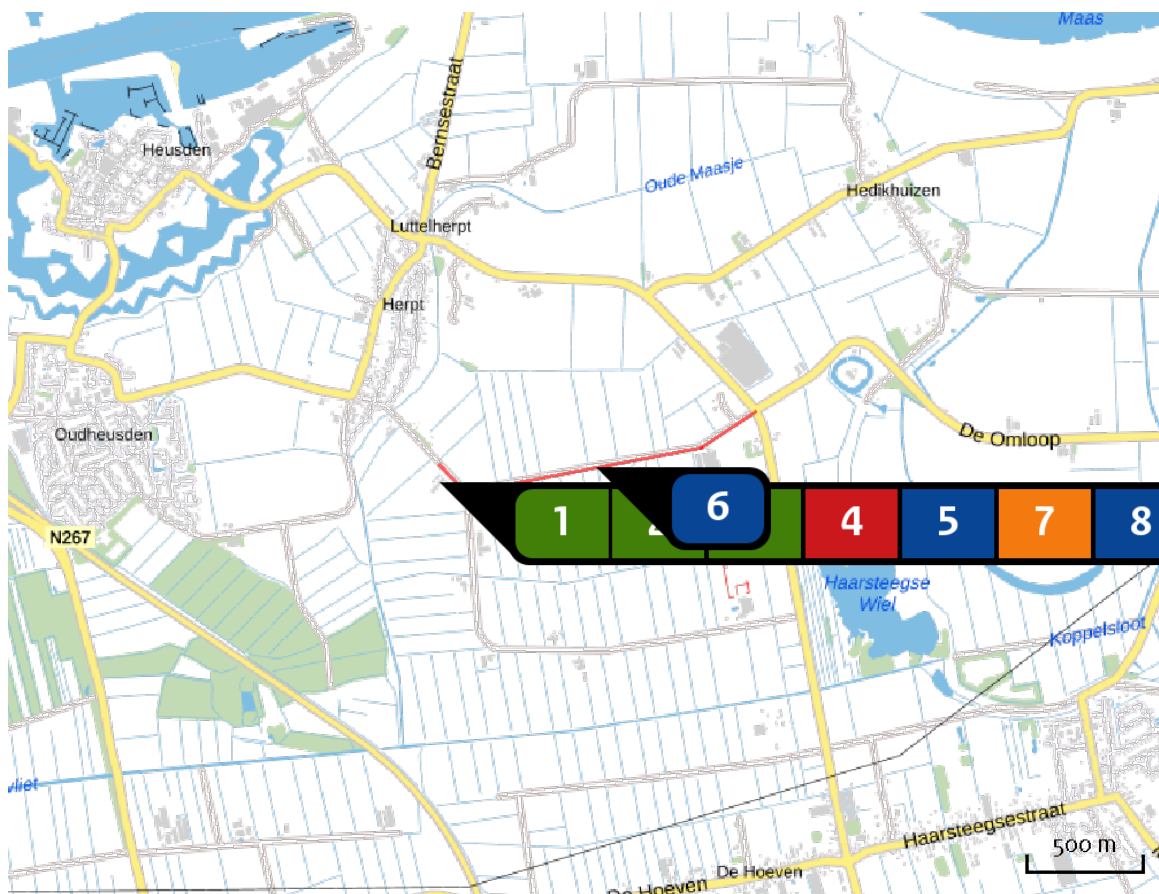 Maas
Heusden
Bernsestraat
Oude Maasje
Hedikhuizen
Luttelherpt
Herpt
Oudheusden
De Omloop
N267
1
6
4
5
7
8
Haarsteegse
Wiel
Koppelsloot
vliet
Haarsteegsestraat
De Hoeven
De Hoeven
500 m